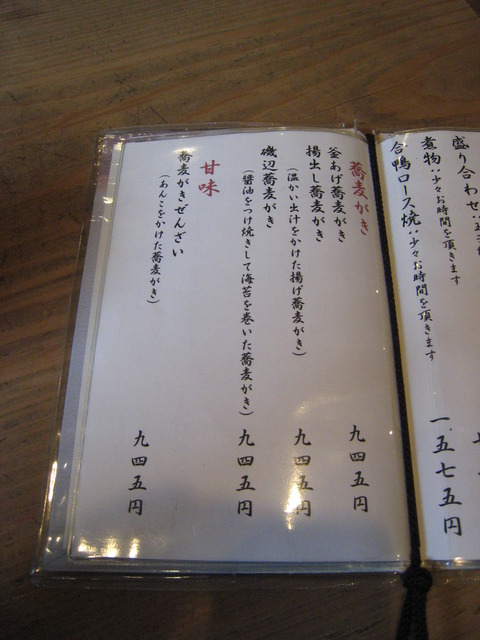 盛り合わせ
煮物‥少々お時間を頂きます
合鴨ロース焼‥少々お時間を頂きます
一、五七五円
蕎麦がき
釜あげ蕎麦がき 九四五円
揚出し蕎麦がき
(温かい出汁をかけた揚げ蕎麦がき) 九四五円
磯辺蕎麦がき
(醤油をつけ焼きして海苔を巻いた蕎麦がき) 九四五円
甘味
蕎麦がきぜんざい
(あんこをかけた蕎麦がき) 九四五円